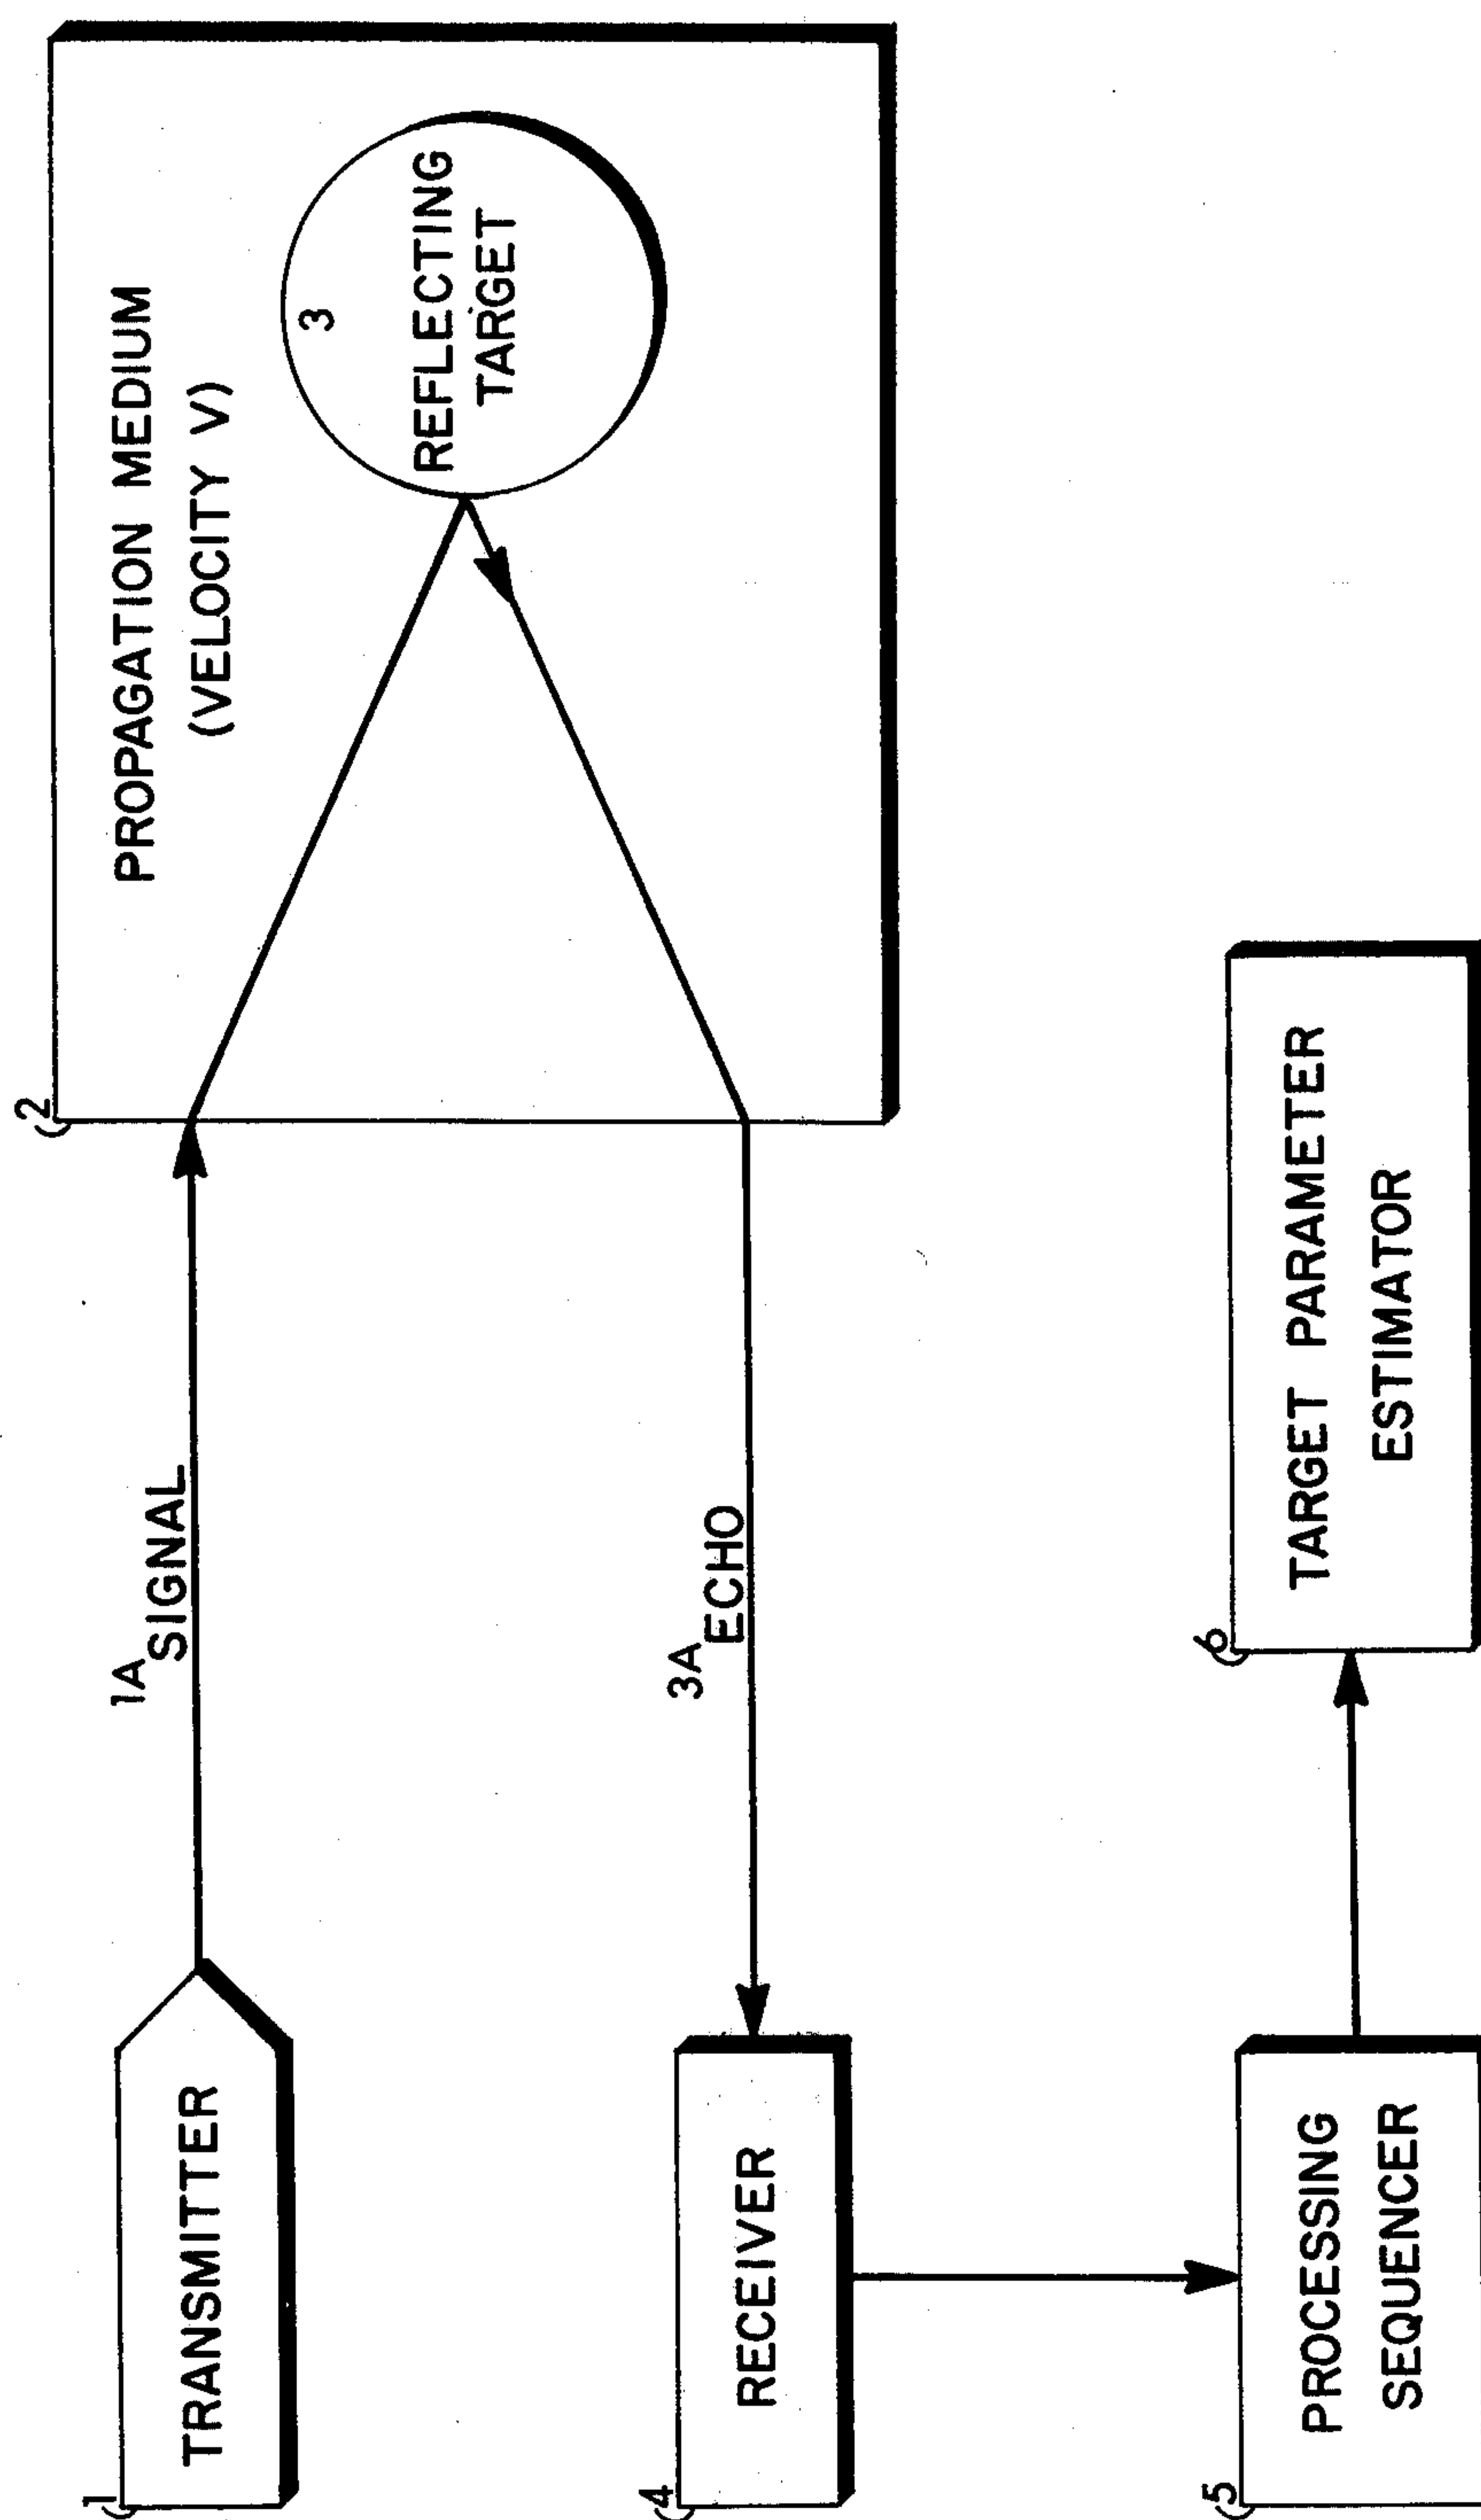 1
TRANSMITTER
1A
SIGNAL
2
PROPAGATION MEDIUM
(VELOCITY V)
3
REFLECTING
TARGET
3A
ECHO
4
RECEIVER
5
PROCESSING
SEQUENCER
6
TARGET PARAMETER
ESTIMATOR